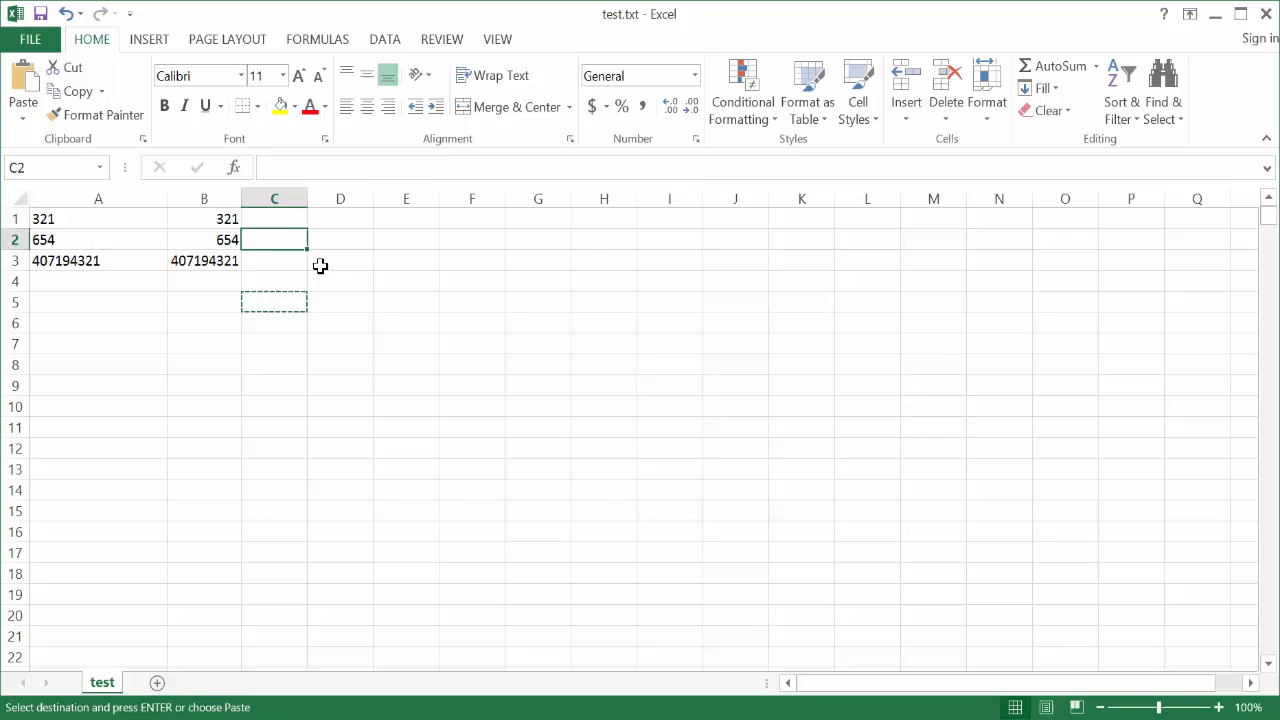 test.txt - Excel
?
FILE HOME INSERT PAGE LAYOUT FORMULAS DATA REVIEW VIEW Sign in
Paste Cut Copy Format Painter
Clipboard
Calibri 11 A A
B I U A
Font
Wrap Text
Merge & Center
Alignment
General
$ % , .0 .00
Number
Conditional Formatting Format as Table Cell Styles
Styles
Insert Delete Format
Cells
AutoSum Fill Clear Sort & Filter Find & Select
Editing
C2 fx
A B C D E F G H I J K L M N O P Q
1 321 321
2 654 654
3 407194321 407194321
4
5
6
7
8
9
10
11
12
13
14
15
16
17
18
19
20
21
22
test
Select destination and press ENTER or choose Paste 100%